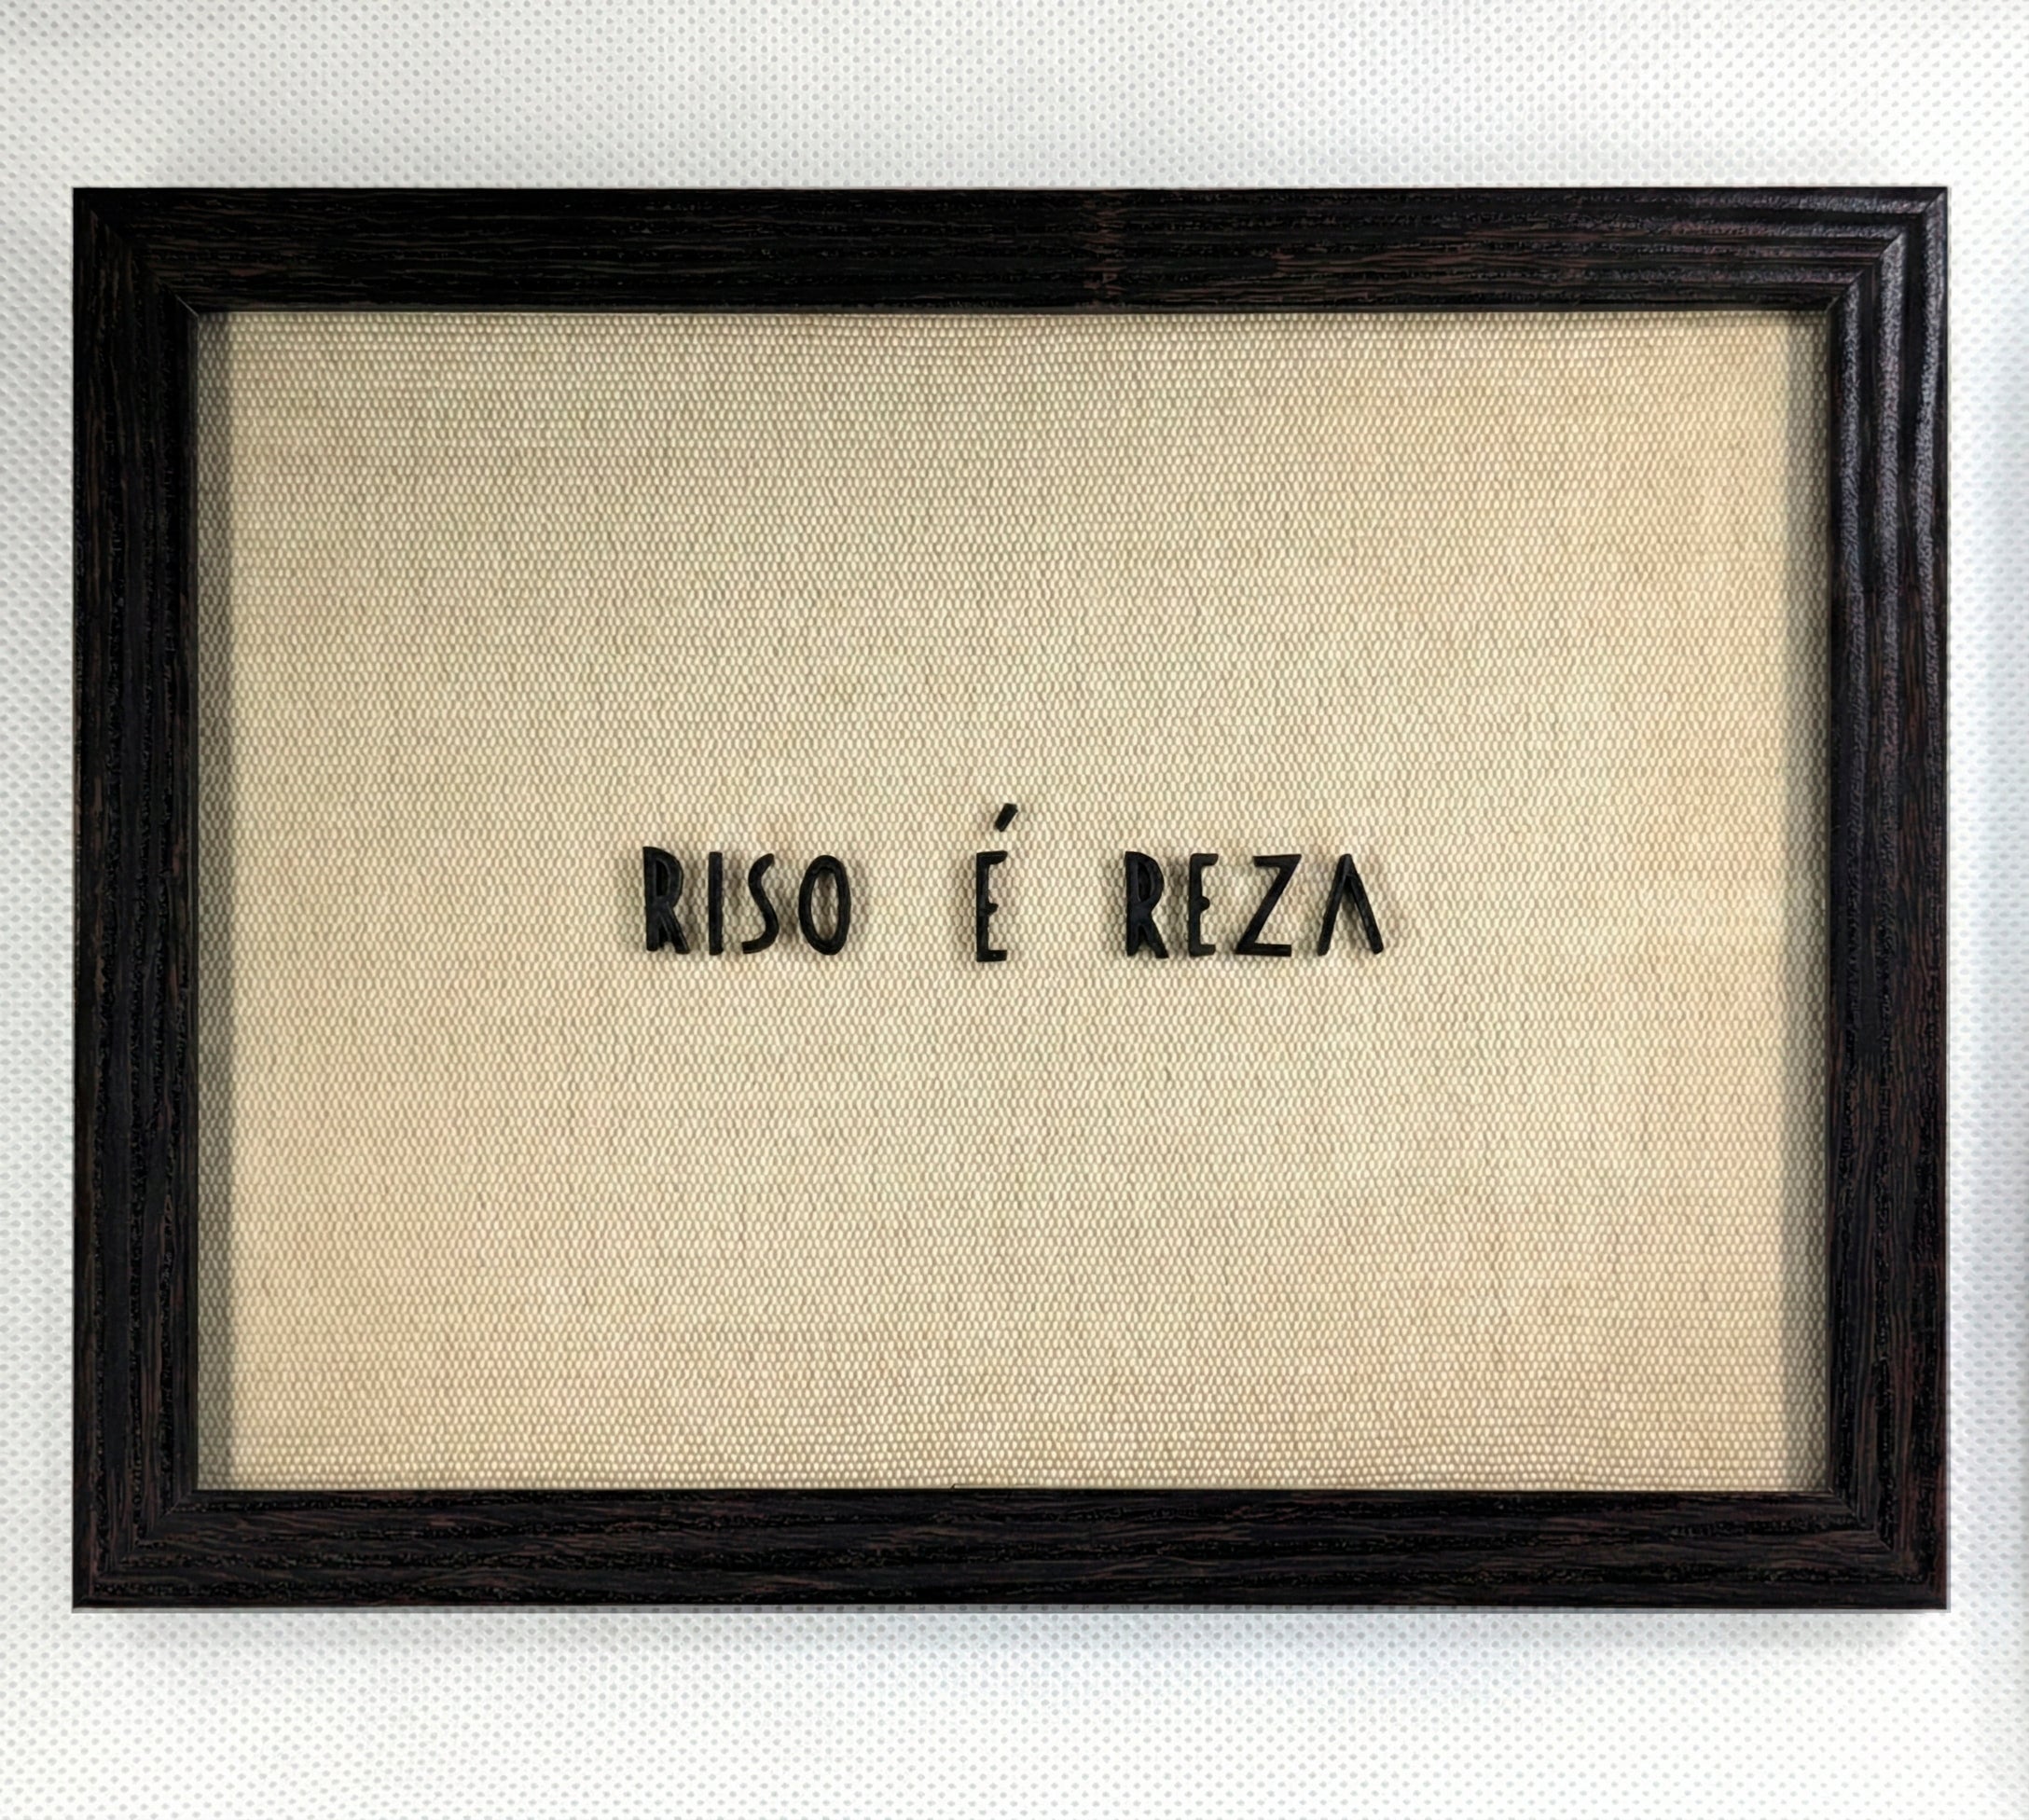 RISO É REZA